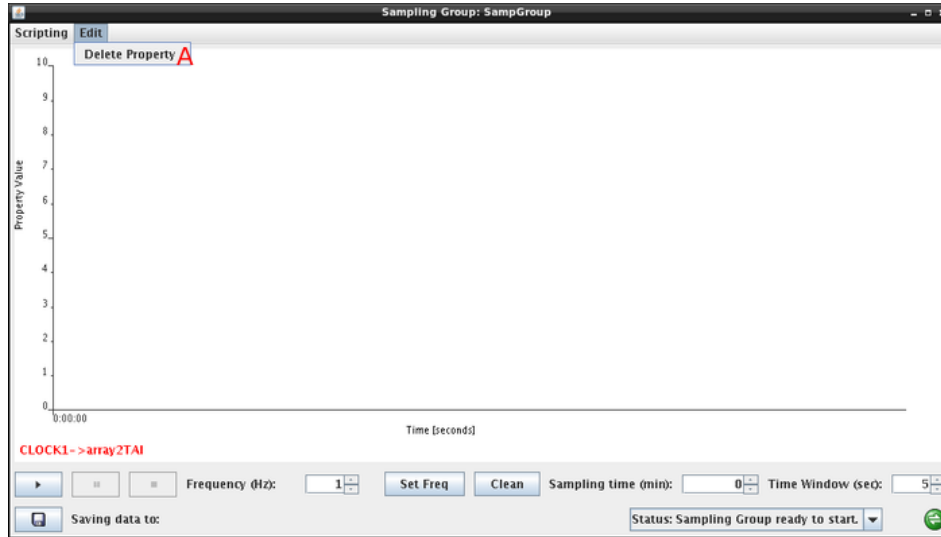 Sampling Group: SampGroup
Scripting Edit
Delete Property A
10
9
8
7
6
5
4
3
2
1
0
Property Value
0:00:00
Time [seconds]
CLOCK1->array2TAI
Frequency (Hz): 1 Set Freq Clean Sampling time (min): 0 Time Window (sec): 5
Saving data to: Status: Sampling Group ready to start.